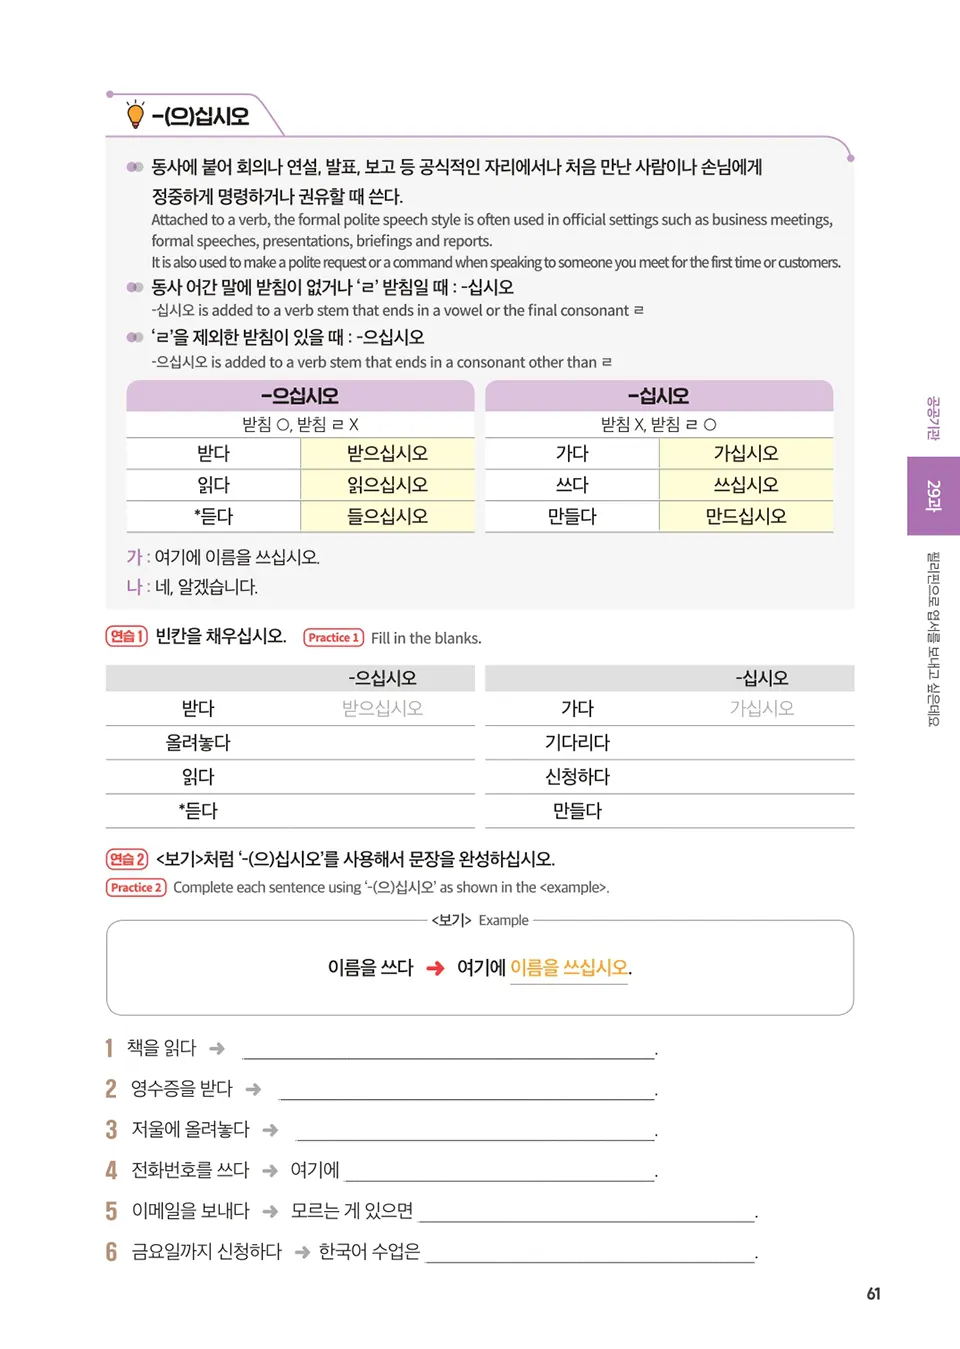 -(으)십시오
동사에 붙어 회의나 연설, 발표, 보고 등 공식적인 자리에서나 처음 만난 사람이나 손님에게
정중하게 명령하거나 권유할 때 쓴다.
Attached to a verb, the formal polite speech style is often used in official settings such as business meetings,
formal speeches, presentations, briefings and reports.
It is also used to make a polite request or a command when speaking to someone you meet for the first time or customers.
동사 어간 말에 받침이 없거나 ‘ㄹ’ 받침일 때 : -십시오
-십시오 is added to a verb stem that ends in a vowel or the final consonant ㄹ
‘ㄹ’을 제외한 받침이 있을 때 : -으십시오
-으십시오 is added to a verb stem that ends in a consonant other than ㄹ
-으십시오 -십시오
받침 O, 받침 ㄹ X 받침 X, 받침 ㄹ O
받다 받으십시오 가다 가십시오
읽다 읽으십시오 쓰다 쓰십시오
*듣다 들으십시오 만들다 만드십시오
가 : 여기에 이름을 쓰십시오.
나 : 네, 알겠습니다.
연습 1 빈칸을 채우십시오. Practice 1 Fill in the blanks.
-으십시오 -십시오
받다 받으십시오 가다 가십시오
올려놓다 기다리다
읽다 신청하다
*듣다 만들다
연습 2 <보기>처럼 ‘-(으)십시오’를 사용해서 문장을 완성하십시오.
Practice 2 Complete each sentence using ‘-(으)십시오’ as shown in the <example>.
<보기> Example
이름을 쓰다 ➜ 여기에 이름을 쓰십시오.
1 책을 읽다 ➜ .
2 영수증을 받다 ➜ .
3 저울에 올려놓다 ➜ .
4 전화번호를 쓰다 ➜ 여기에 .
5 이메일을 보내다 ➜ 모르는 게 있으면 .
6 금요일까지 신청하다 ➜ 한국어 수업은 .
공공기관
29과
필리핀으로 엽서를 보내고 싶은데요
61